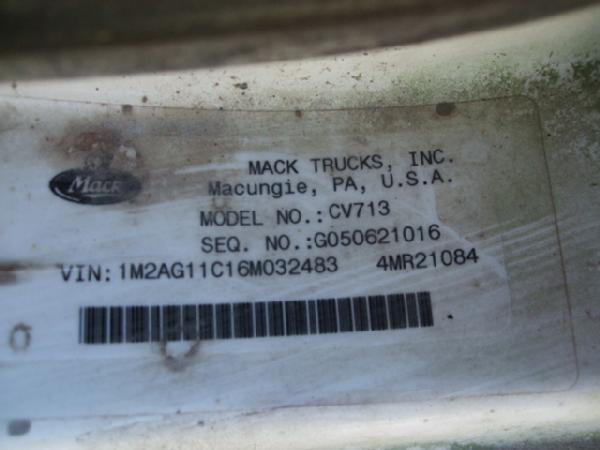 Mack
MACK TRUCKS, INC.
Macungie, PA, U.S.A.
MODEL NO.:CV713
SEQ. NO.:G050621016
VIN:1M2AG11C16M032483 4MR21084